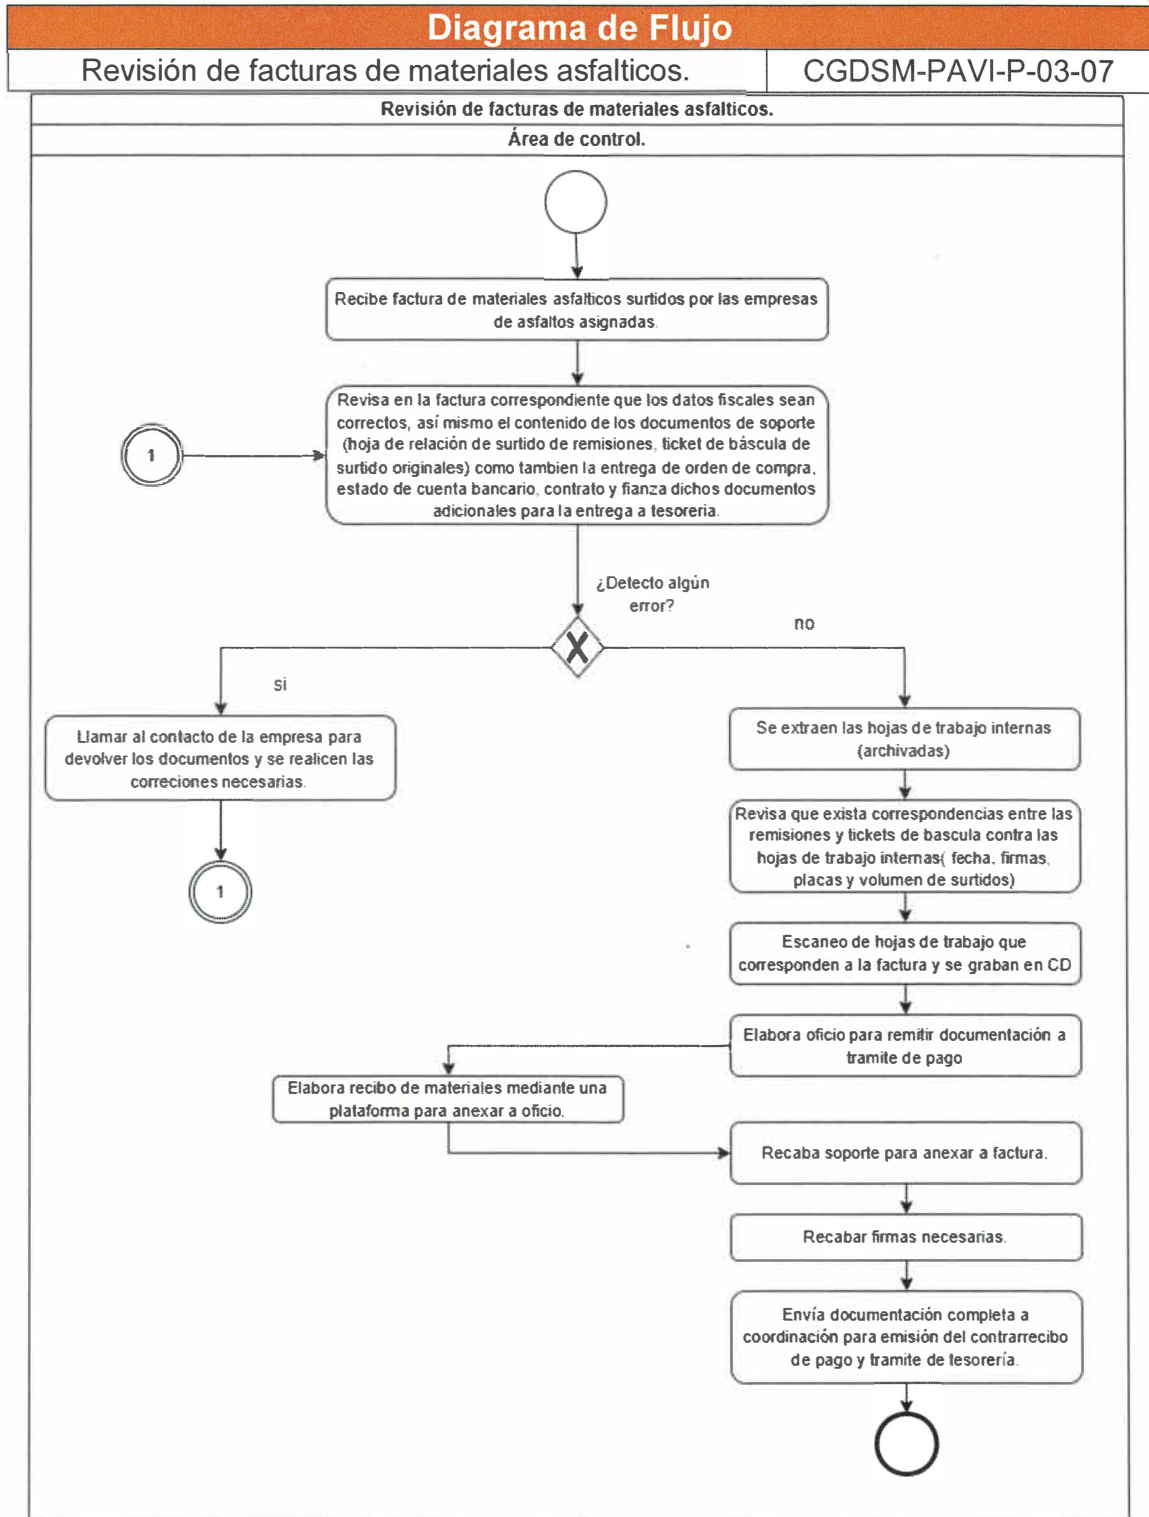 Diagrama de Flujo
Revisión de facturas de materiales asfalticos.
CGDSM-PAVI-P-03-07
Revisión de facturas de materiales asfalticos.
Área de control.
Recibe factura de materiales asfalticos surtidos por las empresas
de asfaltos asignadas.
Revisa en la factura correspondiente que los datos fiscales sean
correctos, así mismo el contenido de los documentos de soporte
(hoja de relación de surtido de remisiones, ticket de báscula de
surtido originales) como tambien la entrega de orden de compra,
estado de cuenta bancario, contrato y fianza dichos documentos
adicionales para la entrega a tesoreria.
1
¿Detecto algún
error?
no
si
X
Llamar al contacto de la empresa para
devolver los documentos y se realicen las
correciones necesarias.
1
Se extraen las hojas de trabajo internas
(archivadas)
Revisa que exista correspondencias entre las
remisiones y tickets de bascula contra las
hojas de trabajo internas( fecha, firmas,
placas y volumen de surtidos)
Escaneo de hojas de trabajo que
corresponden a la factura y se graban en CD
Elabora oficio para remitir documentación a
tramite de pago
Elabora recibo de materiales mediante una
plataforma para anexar a oficio.
Recaba soporte para anexar a factura.
Recabar firmas necesarias.
Envía documentación completa a
coordinación para emisión del contrarrecibo
de pago y tramite de tesorería.